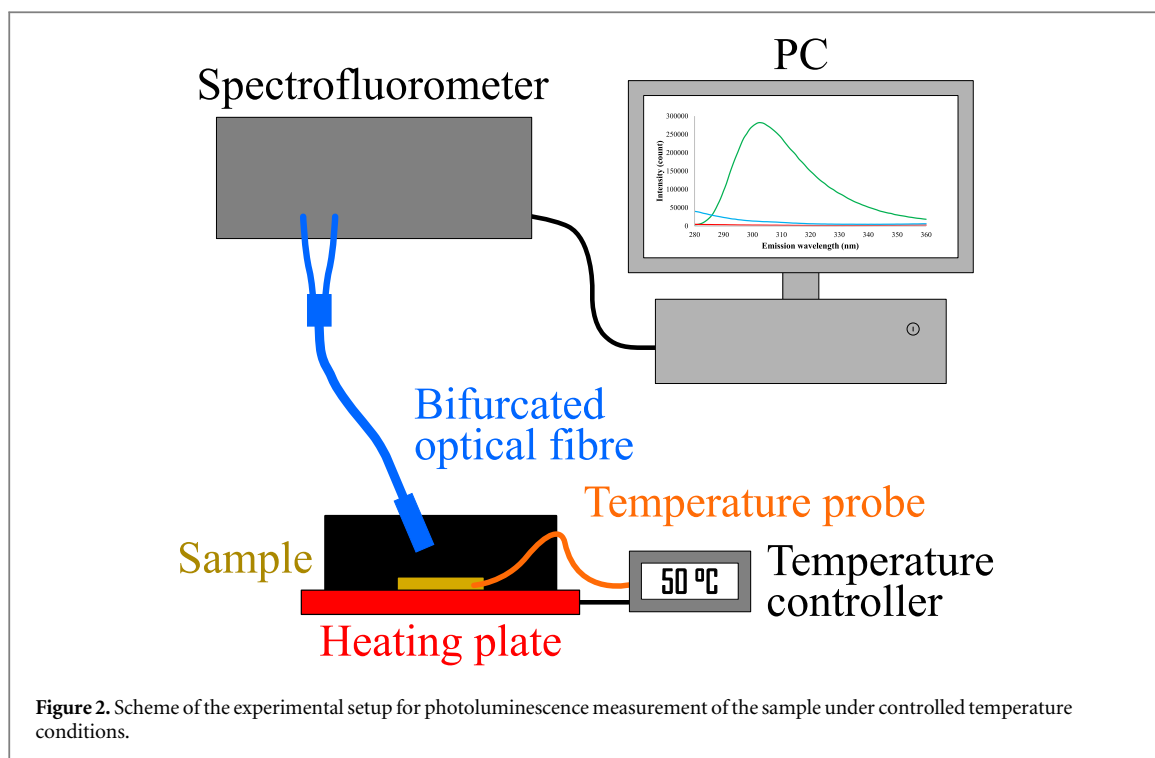 PC
Spectrofluorometer
Intensity (count)
300000
250000
200000
150000
100000
50000
0
280 290 300 310 320 330 340 350 360
Emission wavelength (nm)
Bifurcated
optical fibre
Temperature probe
Sample
50 ºC
Temperature
controller
Heating plate
Figure 2. Scheme of the experimental setup for photoluminescence measurement of the sample under controlled temperature
conditions.